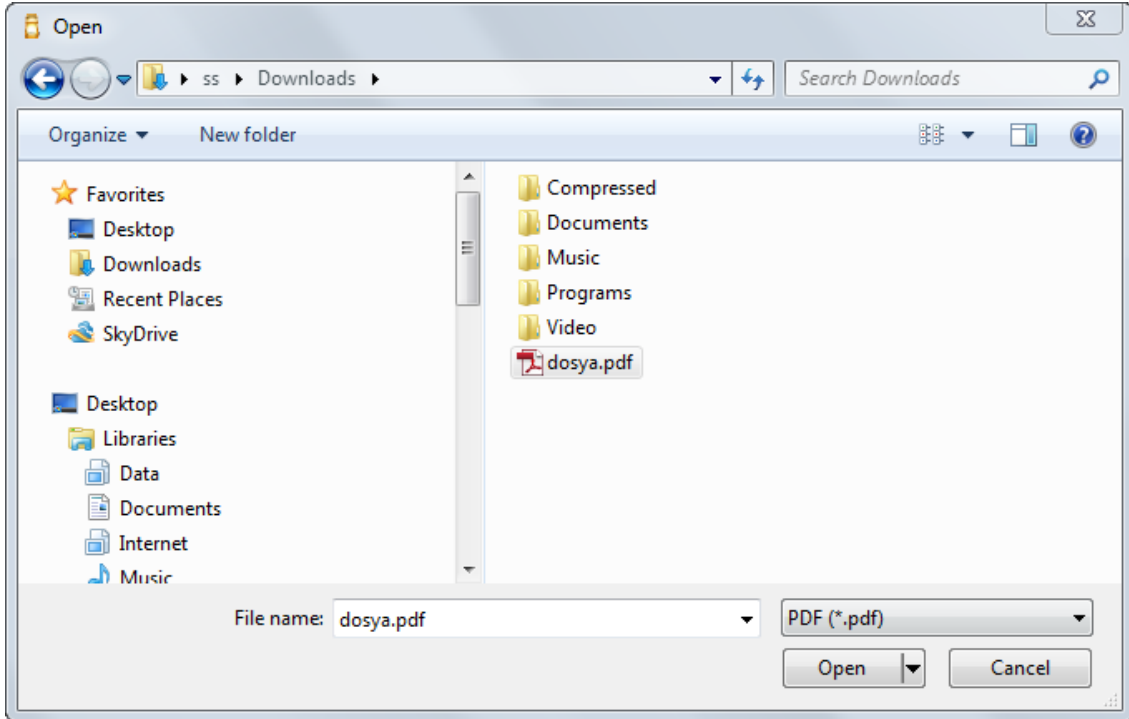 Open
ss Downloads Search Downloads
Organize New folder
Favorites
Desktop
Downloads
Recent Places
SkyDrive
Desktop
Libraries
Data
Documents
Internet
Music
Compressed
Documents
Music
Programs
Video
dosya.pdf
File name: dosya.pdf PDF (*.pdf)
Open Cancel